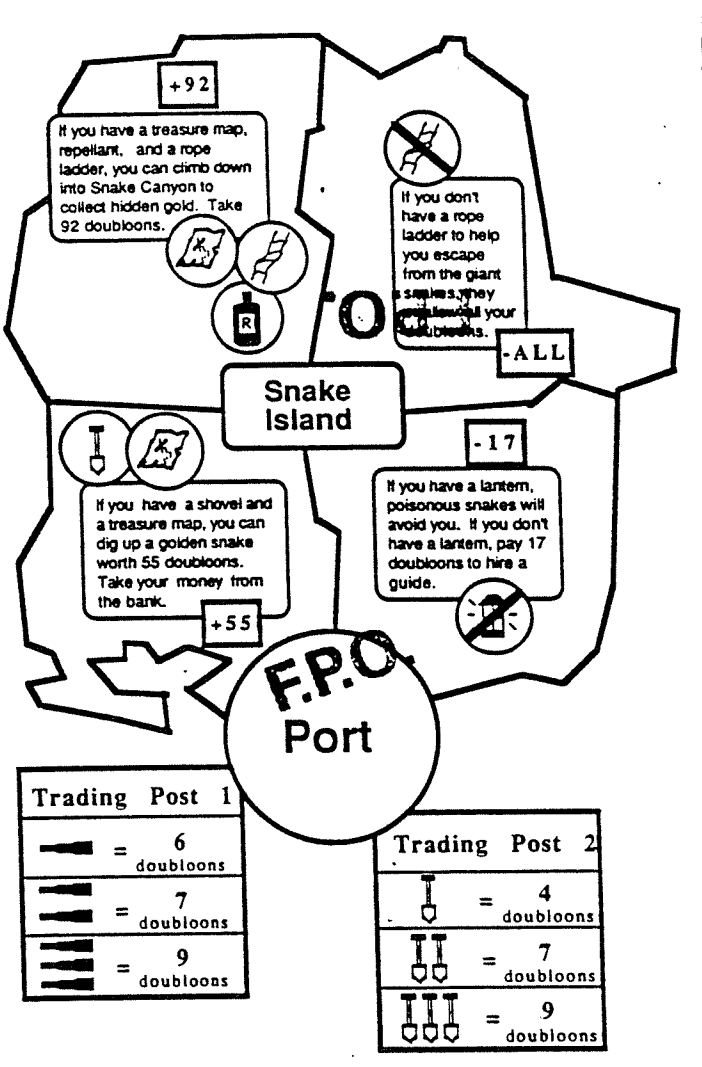 +92
If you have a treasure map,
repellant, and a rope
ladder, you can climb down
into Snake Canyon to
collect hidden gold. Take
92 doubloons.
R
If you don't
have a rope
ladder to help
you escape
from the giant
snakes, they
your
doubloons.
-ALL
Snake
Island
If you have a shovel and
a treasure map, you can
dig up a golden snake
worth 55 doubloons.
Take your money from
the bank.
+55
-17
If you have a lantern,
poisonous snakes will
avoid you. If you don't
have a lantern, pay 17
doubloons to hire a
guide.
F.P.O.
Port
Trading Post 1
= 6
doubloons
= 7
doubloons
= 9
doubloons
Trading Post 2
= 4
doubloons
= 7
doubloons
= 9
doubloons